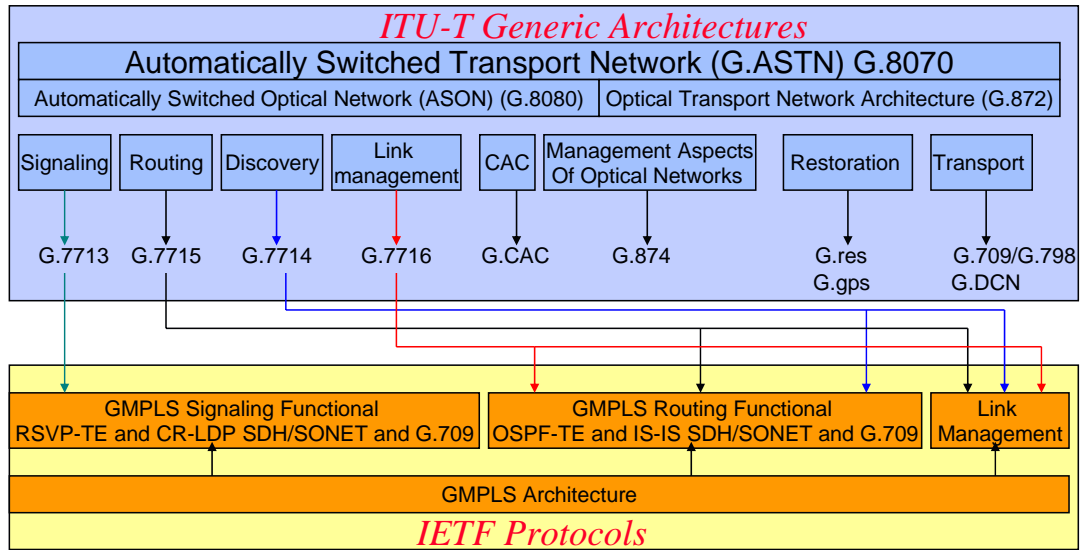 ITU-T Generic Architectures
Automatically Switched Transport Network (G.ASTN) G.8070
Automatically Switched Optical Network (ASON) (G.8080)
Optical Transport Network Architecture (G.872)
Signaling
Routing
Discovery
Link
management
CAC
Management Aspects
Of Optical Networks
Restoration
Transport
G.7713
G.7715
G.7714
G.7716
G.CAC
G.874
G.res
G.gps
G.709/G.798
G.DCN
GMPLS Signaling Functional
RSVP-TE and CR-LDP SDH/SONET and G.709
GMPLS Routing Functional
OSPF-TE and IS-IS SDH/SONET and G.709
Link
Management
GMPLS Architecture
IETF Protocols